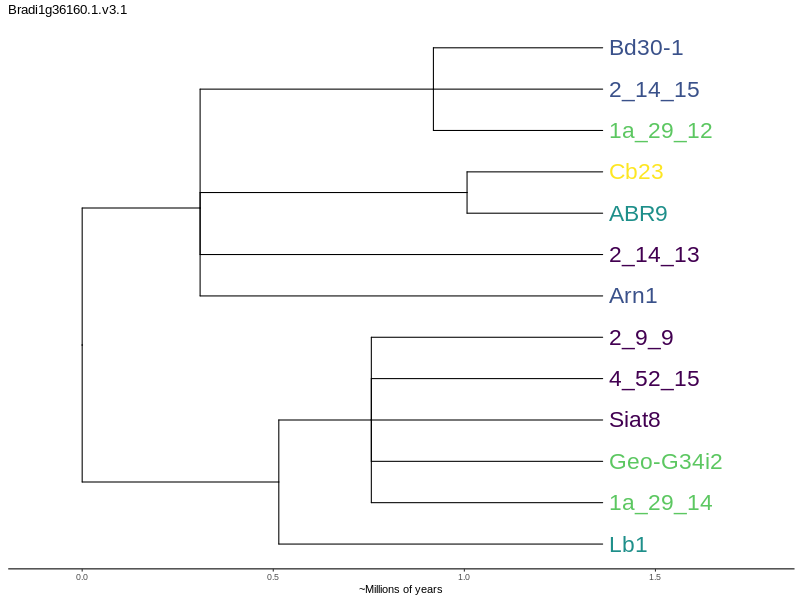 Bradi1g36160.1.v3.1
Bd30-1
2_14_15
1a_29_12
Cb23
ABR9
2_14_13
Arn1
2_9_9
4_52_15
Siat8
Geo-G34i2
1a_29_14
Lb1
0.0 0.5 1.0 1.5
~Millions of years